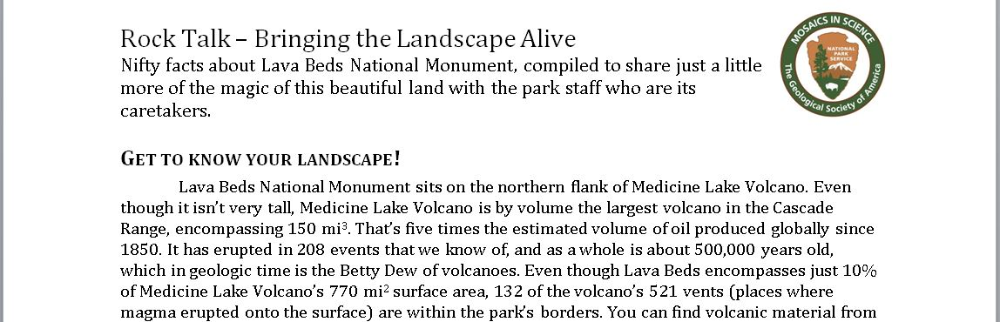 Rock Talk – Bringing the Landscape Alive
Nifty facts about Lava Beds National Monument, compiled to share just a little
more of the magic of this beautiful land with the park staff who are its
caretakers.
MOSAICS IN SCIENCE
NATIONAL
PARK
SERVICE
The Geological Society of America
GET TO KNOW YOUR LANDSCAPE!
Lava Beds National Monument sits on the northern flank of Medicine Lake Volcano. Even
though it isn’t very tall, Medicine Lake Volcano is by volume the largest volcano in the Cascade
Range, encompassing 150 mi³. That’s five times the estimated volume of oil produced globally since
1850. It has erupted in 208 events that we know of, and as a whole is about 500,000 years old,
which in geologic time is the Betty Dew of volcanoes. Even though Lava Beds encompasses just 10%
of Medicine Lake Volcano’s 770 mi² surface area, 132 of the volcano’s 521 vents (places where
magma erupted onto the surface) are within the park’s borders. You can find volcanic material from